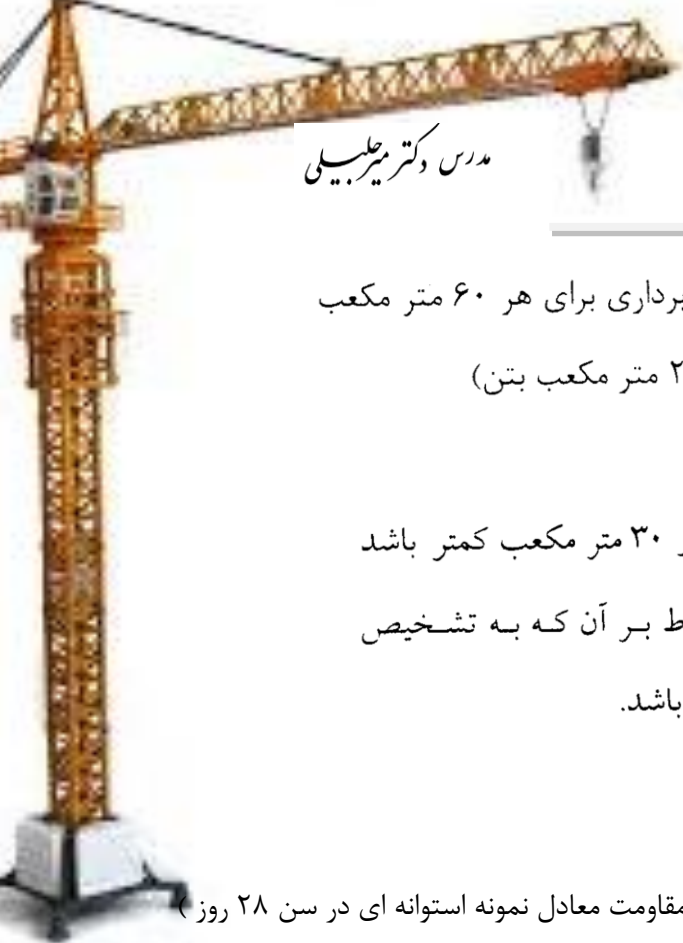 مدرس دکتر میرجلیلی
برداری برای هر ۶۰ متر مکعب
۲ متر مکعب بتن)
۳۰ متر مکعب کمتر باشد
ط بر آن که به تشخیص
باشد.
مقاومت معادل نمونه استوانه ای در سن ۲۸ روز )